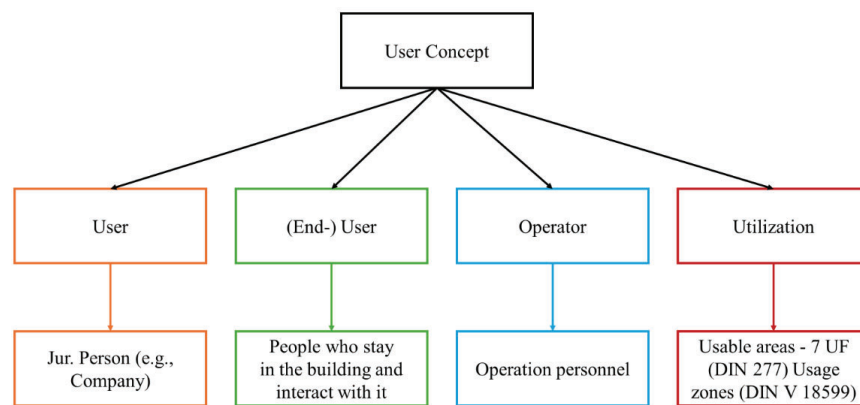 User Concept
User
(End-) User
Operator
Utilization
Jur. Person (e.g.,
Company)
People who stay
in the building and
interact with it
Operation personnel
Usable areas - 7 UF
(DIN 277) Usage
zones (DIN V 18599)